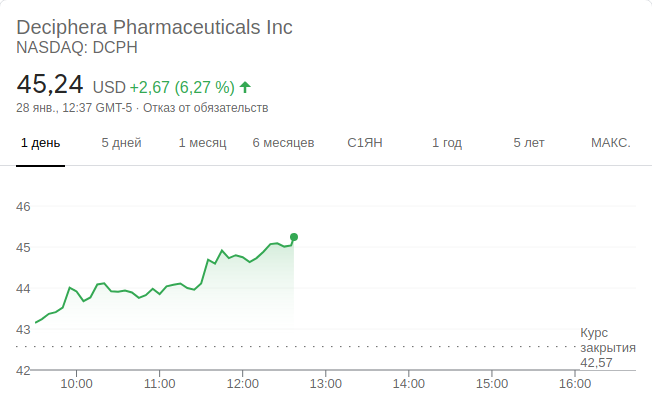 Deciphera Pharmaceuticals Inc
NASDAQ: DCPH
45,24 USD +2,67 (6,27 %)
28 янв., 12:37 GMT-5 · Отказ от обязательств
1 день 5 дней 1 месяц 6 месяцев С1ЯН 1 год 5 лет МАКС.
46
45
44
43
42
Курс
закрытия
42,57
10:00 11:00 12:00 13:00 14:00 15:00 16:00